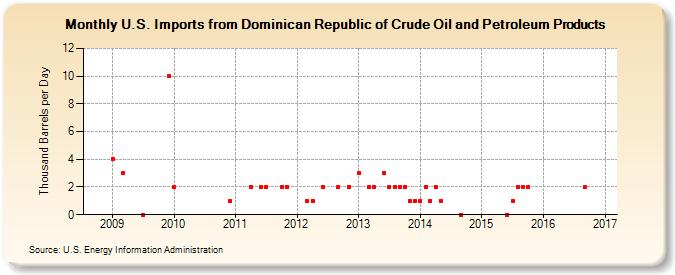 Monthly U.S. Imports from Dominican Republic of Crude Oil and Petroleum Products
Thousand Barrels per Day
12
10
8
6
4
2
0
2009 2010 2011 2012 2013 2014 2015 2016 2017
Source: U.S. Energy Information Administration